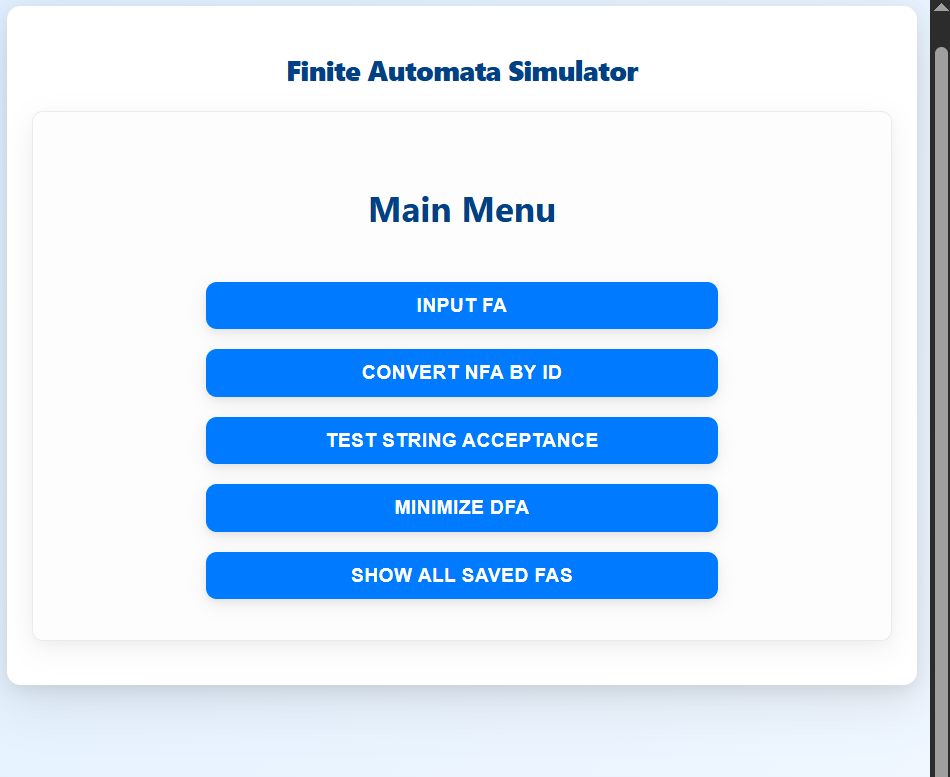 Finite Automata Simulator
Main Menu
INPUT FA
CONVERT NFA BY ID
TEST STRING ACCEPTANCE
MINIMIZE DFA
SHOW ALL SAVED FAS